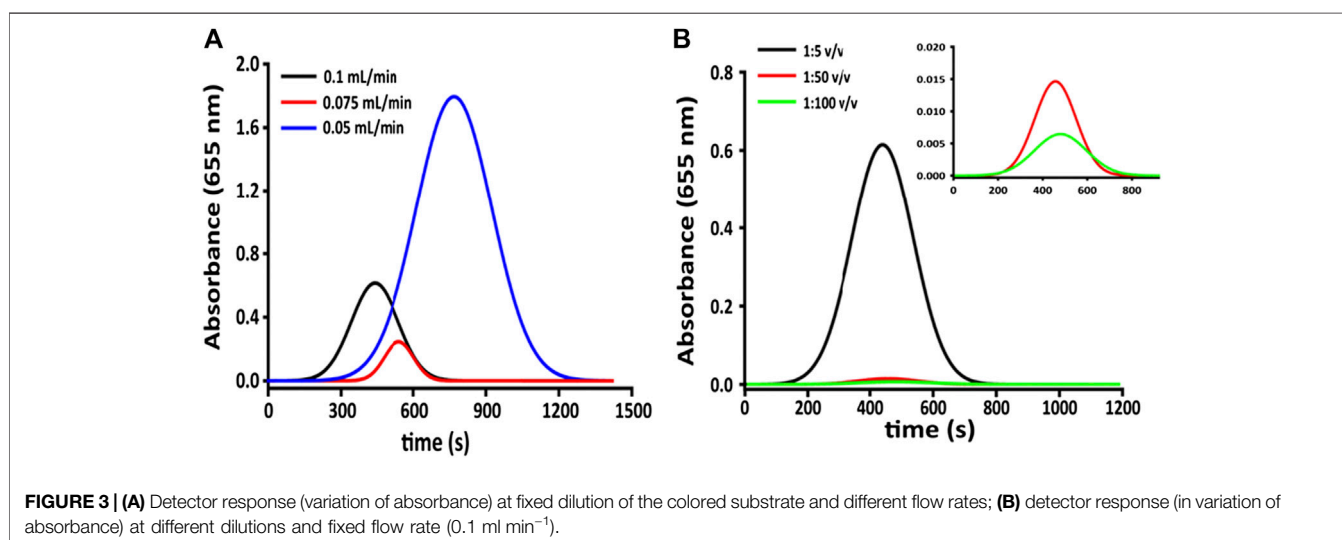 A
0.1 mL/min
0.075 mL/min
0.05 mL/min
Absorbance (655 nm)
2.0
1.6
1.2
0.8
0.4
0.0
0 300 600 900 1200 1500
time (s)
B
1:5 v/v
1:50 v/v
1:100 v/v
Absorbance (655 nm)
0.8
0.6
0.4
0.2
0.0
0 200 400 600 800 1000 1200
time (s)
0.020
0.015
0.010
0.005
0.000
0 200 400 600 800
FIGURE 3 | (A) Detector response (variation of absorbance) at fixed dilution of the colored substrate and different flow rates; (B) detector response (in variation of
absorbance) at different dilutions and fixed flow rate (0.1 ml min⁻¹).